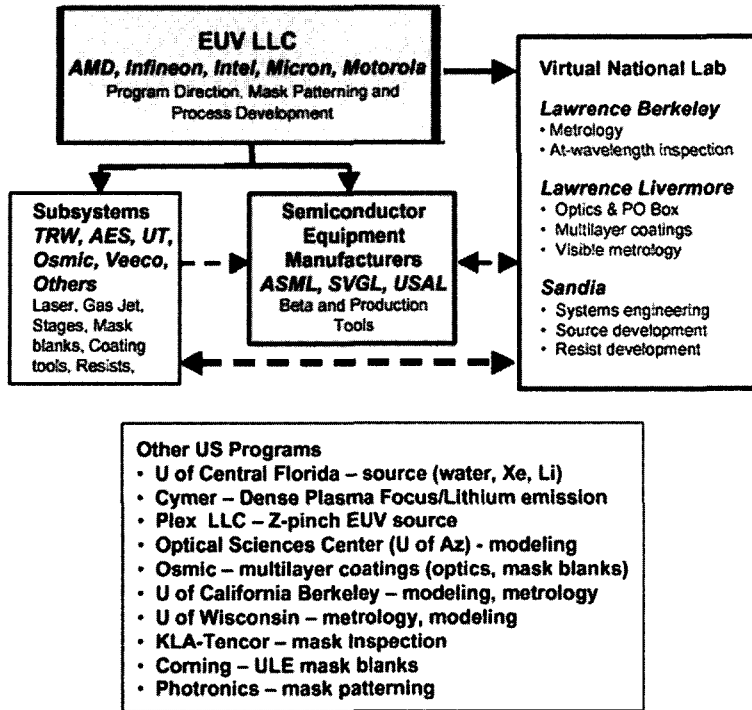 EUV LLC
AMD, Infineon, Intel, Micron, Motorola
Program Direction, Mask Patterning and
Process Development
Virtual National Lab
Lawrence Berkeley
• Metrology
• At-wavelength inspection
Lawrence Livermore
• Optics & PO Box
• Multilayer coatings
• Visible metrology
Sandia
• Systems engineering
• Source development
• Resist development
Subsystems
TRW, AES, UT,
Osmic, Veeco,
Others
Laser, Gas Jet,
Stages, Mask
blanks, Coating
tools, Resists,
Semiconductor
Equipment
Manufacturers
ASML, SVGL, USAL
Beta and Production
Tools
Other US Programs
• U of Central Florida – source (water, Xe, Li)
• Cymer – Dense Plasma Focus/Lithium emission
• Plex LLC – Z-pinch EUV source
• Optical Sciences Center (U of Az) - modeling
• Osmic – multilayer coatings (optics, mask blanks)
• U of California Berkeley – modeling, metrology
• U of Wisconsin – metrology, modeling
• KLA-Tencor – mask Inspection
• Corning – ULE mask blanks
• Photronics – mask patterning